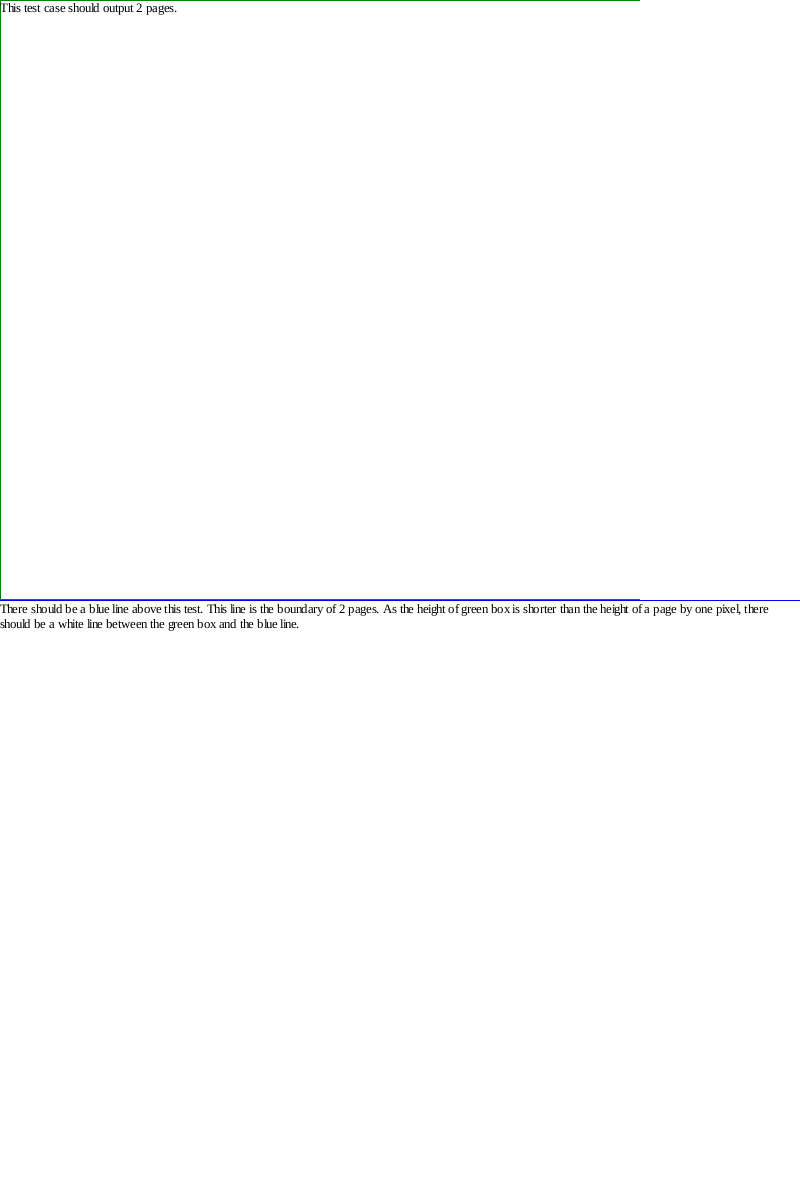 This test case should output 2 pages.
There should be a blue line above this test. This line is the boundary of 2 pages. As the height of green box is shorter than the height of a page by one pixel, there
should be a white line between the green box and the blue line.